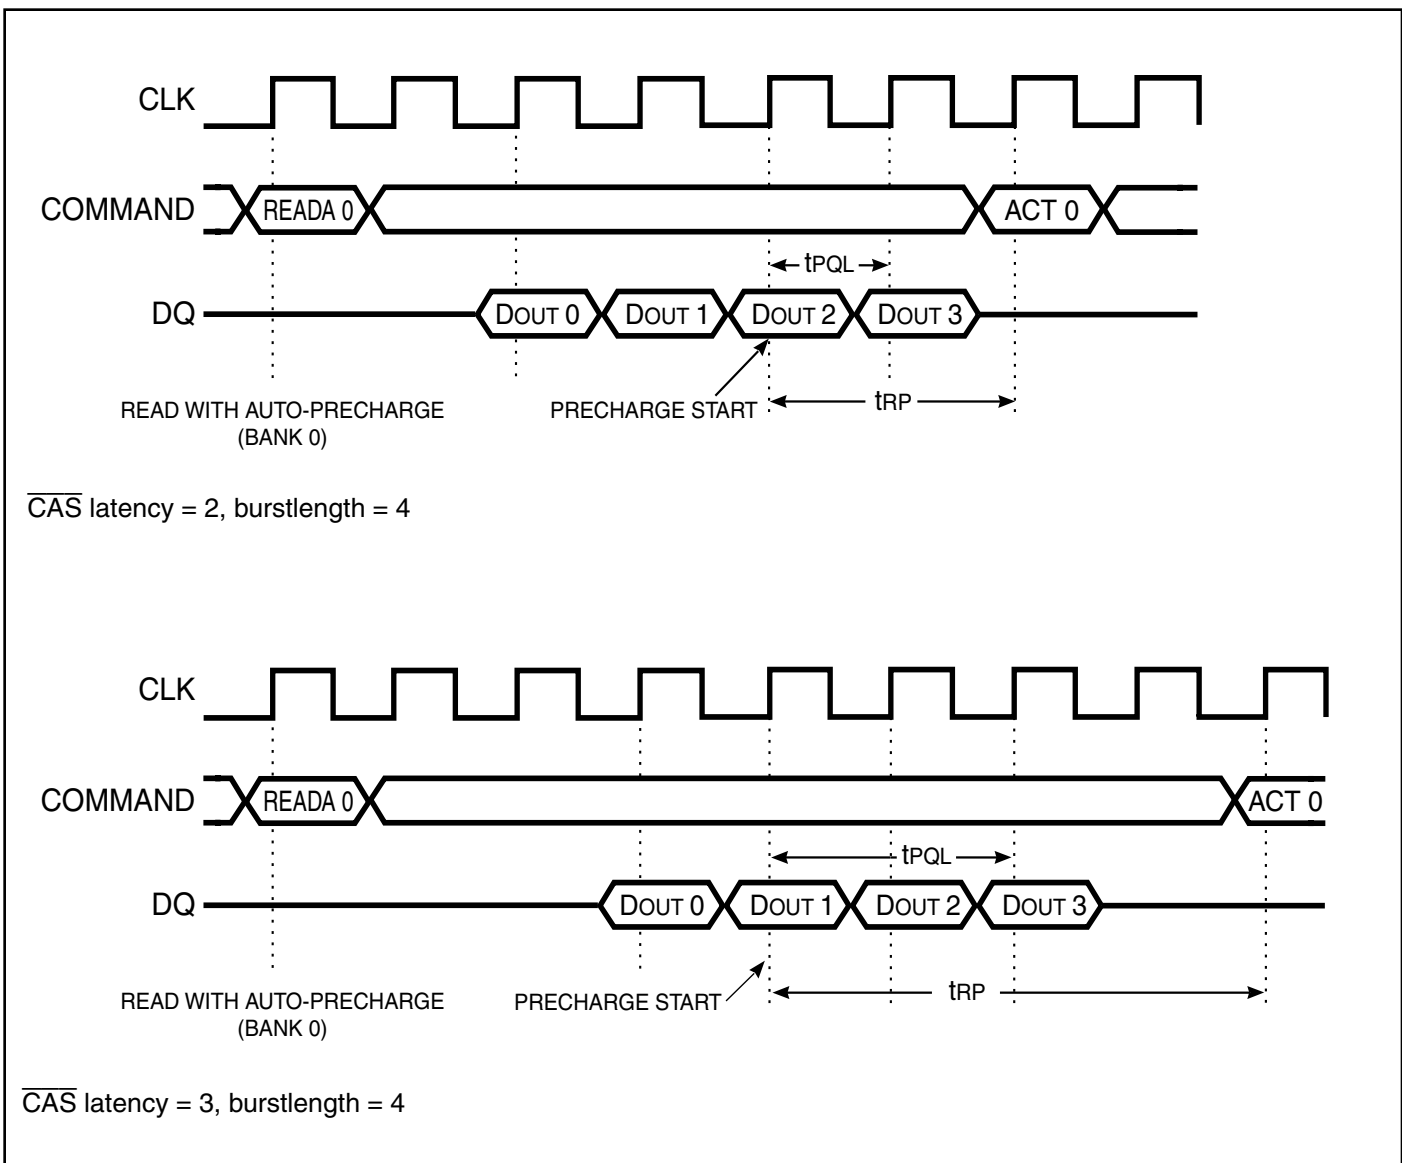 CLK
COMMAND READA 0 ACT 0
tPQL
DQ DOUT 0 DOUT 1 DOUT 2 DOUT 3
READ WITH AUTO-PRECHARGE
(BANK 0)
PRECHARGE START tRP
CAS latency = 2, burstlength = 4
CLK
COMMAND READA 0 ACT 0
tPQL
DQ DOUT 0 DOUT 1 DOUT 2 DOUT 3
READ WITH AUTO-PRECHARGE
(BANK 0)
PRECHARGE START tRP
CAS latency = 3, burstlength = 4